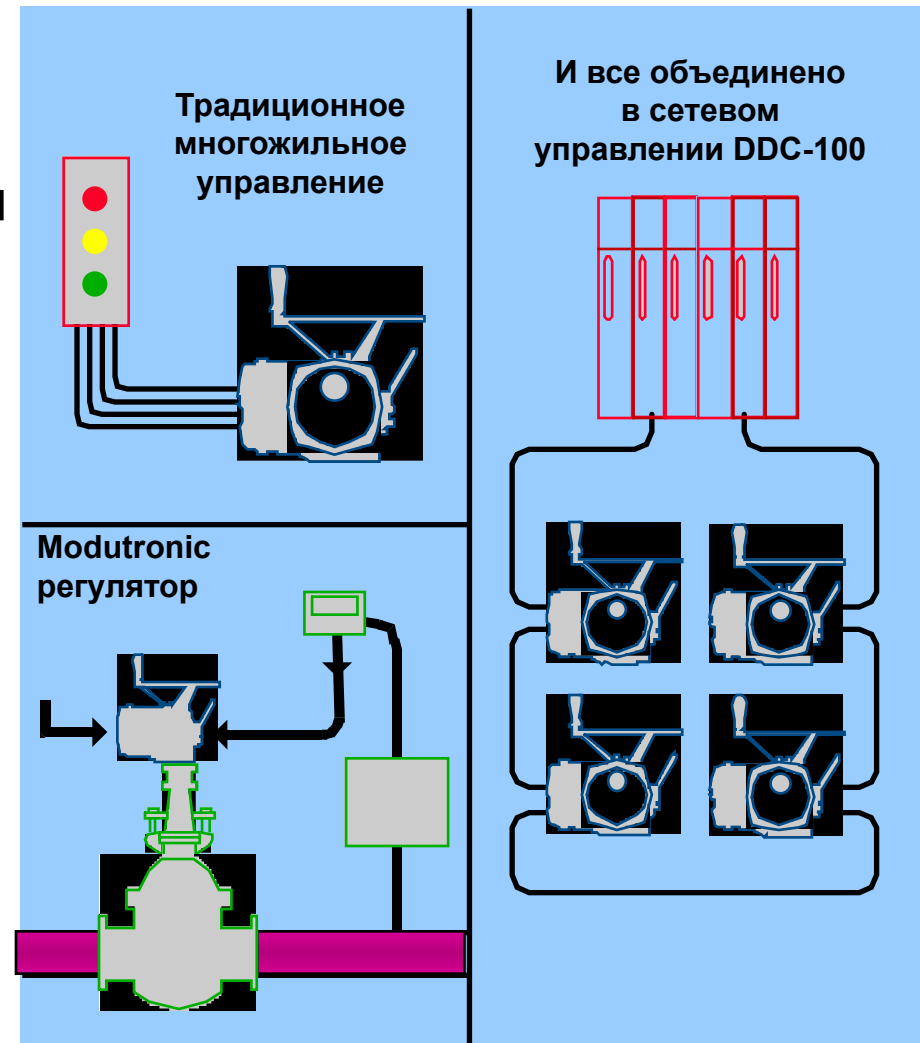 Традиционное
многожильное
управление
И все объединено
в сетевом
управлении DDC-100
Modutronic
регулятор